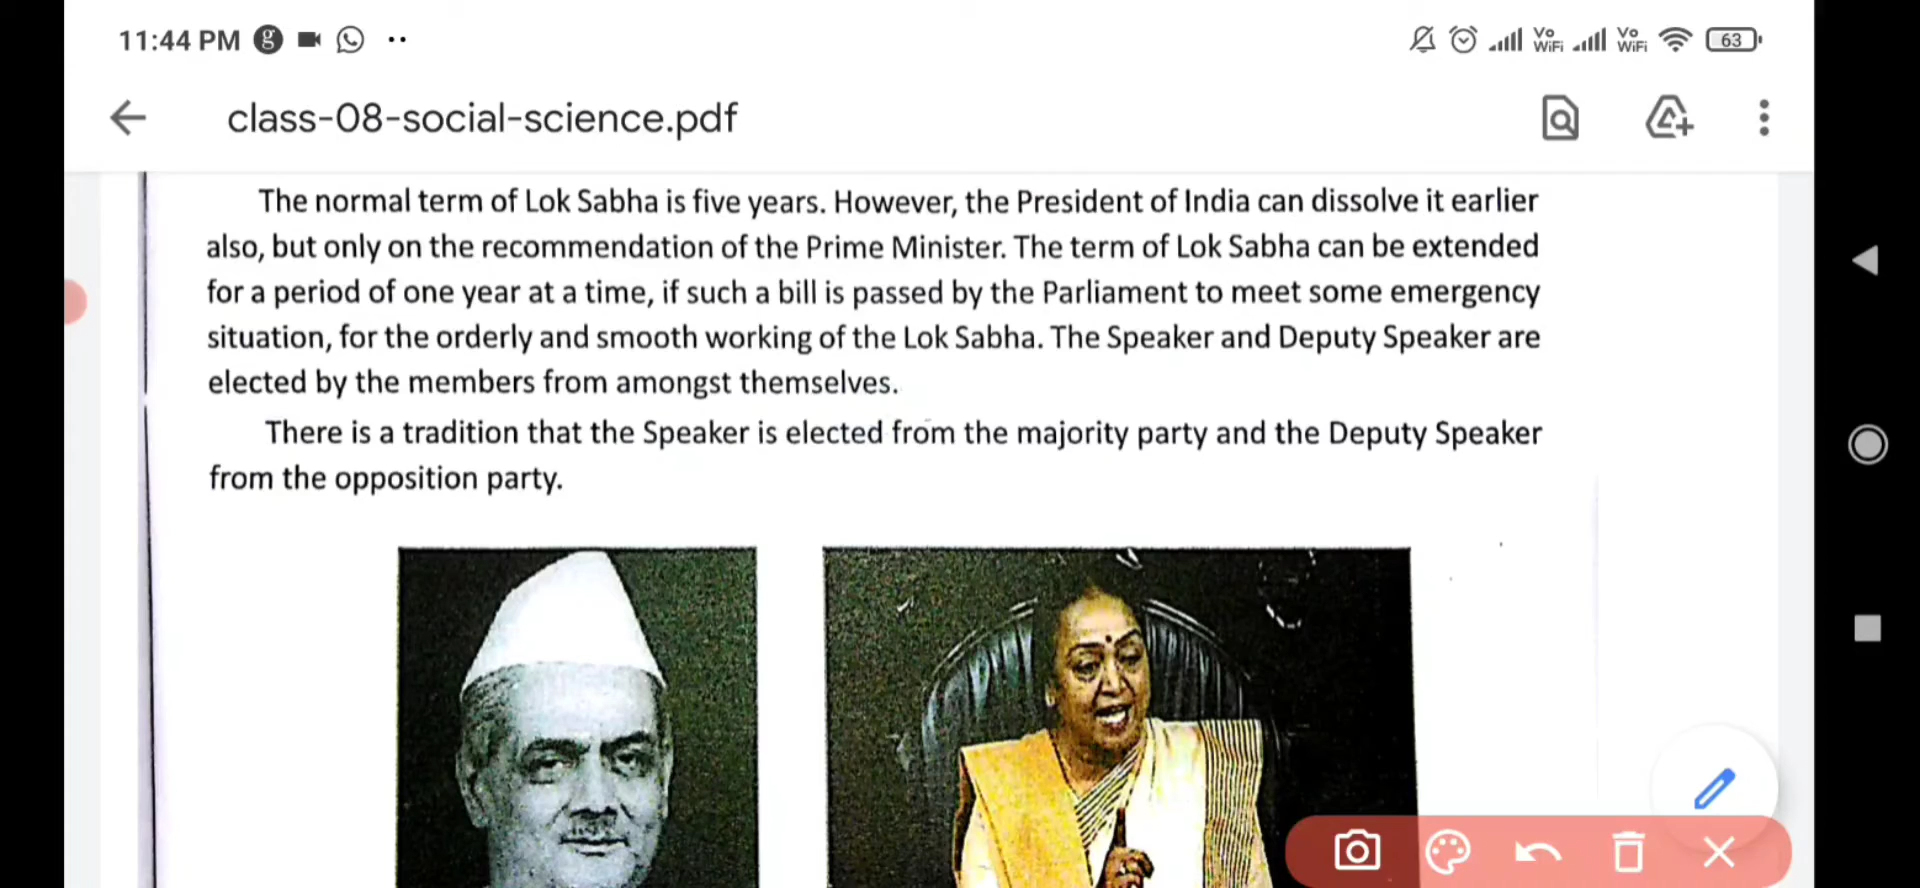 11:44 PM g
Vo WiFi Vo WiFi 63
class-08-social-science.pdf
The normal term of Lok Sabha is five years. However, the President of India can dissolve it earlier
also, but only on the recommendation of the Prime Minister. The term of Lok Sabha can be extended
for a period of one year at a time, if such a bill is passed by the Parliament to meet some emergency
situation, for the orderly and smooth working of the Lok Sabha. The Speaker and Deputy Speaker are
elected by the members from amongst themselves.
There is a tradition that the Speaker is elected from the majority party and the Deputy Speaker
from the opposition party.